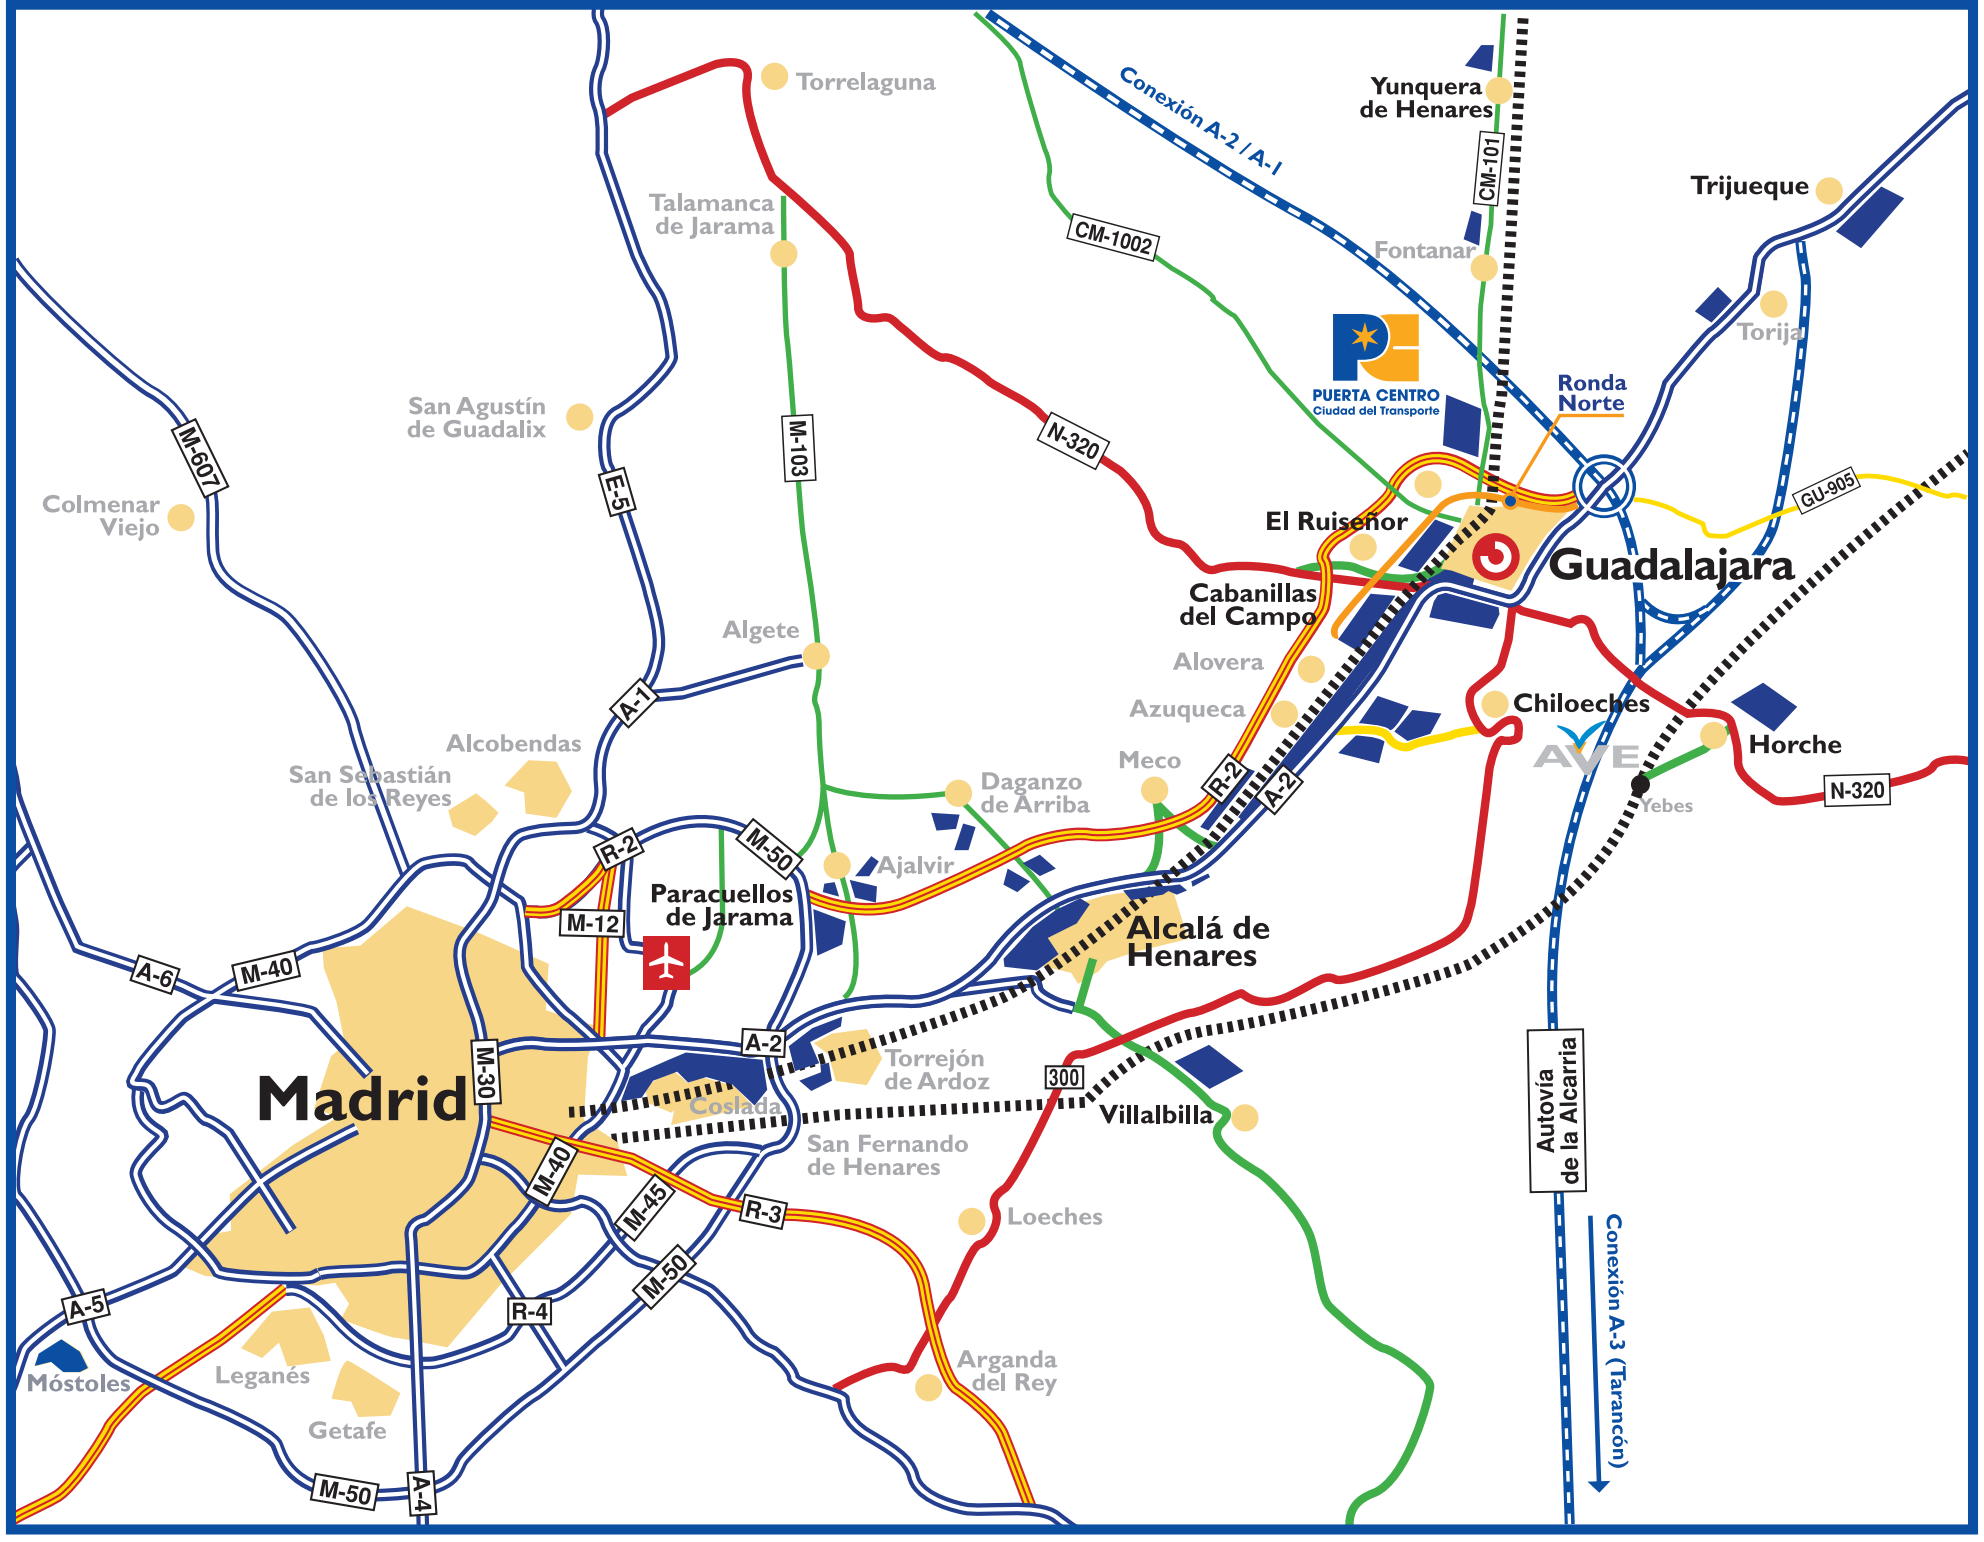 Torrelaguna
Conexión A-2 / A-1
Yunquera
de Henares
CM-101
Trijueque
Talamanca
de Jarama
CM-1002
Fontanar
Torija
PUERTA CENTRO
Ciudad del Transporte
Ronda
Norte
San Agustín
de Guadalix
M-607
M-103
N-320
E-5
Colmenar
Viejo
GU-905
El Ruiseñor
Guadalajara
Cabanillas
del Campo
Algete
Alovera
A-1
Azuqueca
Chiloeches
AVE
Horche
Alcobendas
San Sebastián
de los Reyes
Meco
Daganzo
de Arriba
R-2
A-2
N-320
Yebes
R-2
M-50
Ajalvir
Paracuellos
de Jarama
M-12
Alcalá de
Henares
A-6
M-40
M-30
A-2
Torrejón
de Ardoz
Madrid
Coslada
300
Villalbilla
Autovía
de la Alcarria
San Fernando
de Henares
M-40
M-45
R-3
Loeches
Conexión A-3 (Tarancón)
M-50
A-5
R-4
Móstoles
Leganés
Getafe
Arganda
del Rey
M-50
A-4